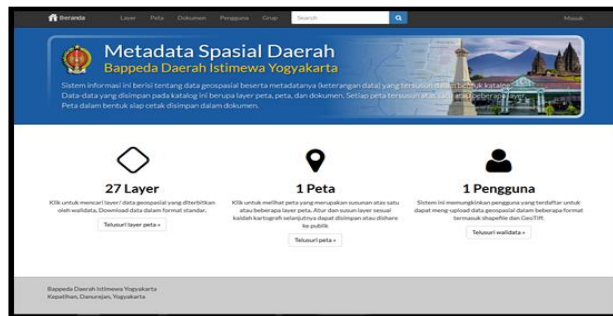 Beranda Layer Peta Dokumen Pengguna Grup Search Masuk
Metadata Spasial Daerah
Bappeda Daerah Istimewa Yogyakarta
Sistem informasi ini berisi tentang data geospasial beserta metadatanya (keterangan data) yang tersusun dalam bentuk katalog.
Data-data yang disimpan pada katalog ini berupa layer peta, peta, dan dokumen. Setiap peta tersusun atas satu atau beberapa layer.
Peta dalam bentuk siap cetak disimpan dalam dokumen.
27 Layer
Klik untuk mencari layer/ data geospasial yang diterbitkan
oleh walidata. Download data dalam format standar.
Telusuri layer peta »
1 Peta
Klik untuk melihat peta yang merupakan susunan atas satu
atau beberapa layer peta. Atur dan susun layer sesuai
kaidah kartografi selanjutnya dapat disimpan atau dishare
ke publik
Telusuri peta »
1 Pengguna
Sistem ini memungkinkan pengguna yang terdaftar untuk
dapat meng-upload data geospasial dalam beberapa format
termasuk shapefile dan GeoTiff.
Telusuri walidata »
Bappeda Daerah Istimewa Yogyakarta
Kepatihan, Danurejan, Yogyakarta